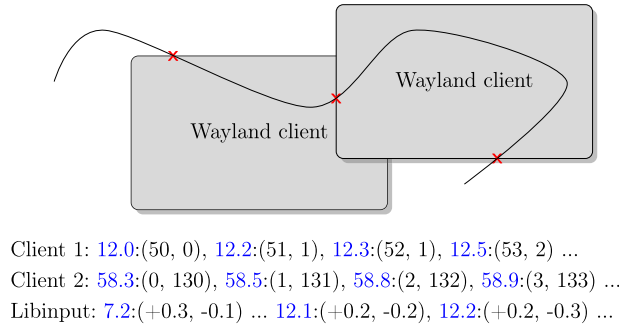 Wayland client
Wayland client
Client 1: 12.0:(50, 0), 12.2:(51, 1), 12.3:(52, 1), 12.5:(53, 2) ...
Client 2: 58.3:(0, 130), 58.5:(1, 131), 58.8:(2, 132), 58.9:(3, 133) ...
Libinput: 7.2:(+0.3, -0.1) ... 12.1:(+0.2, -0.2), 12.2:(+0.2, -0.3) ...